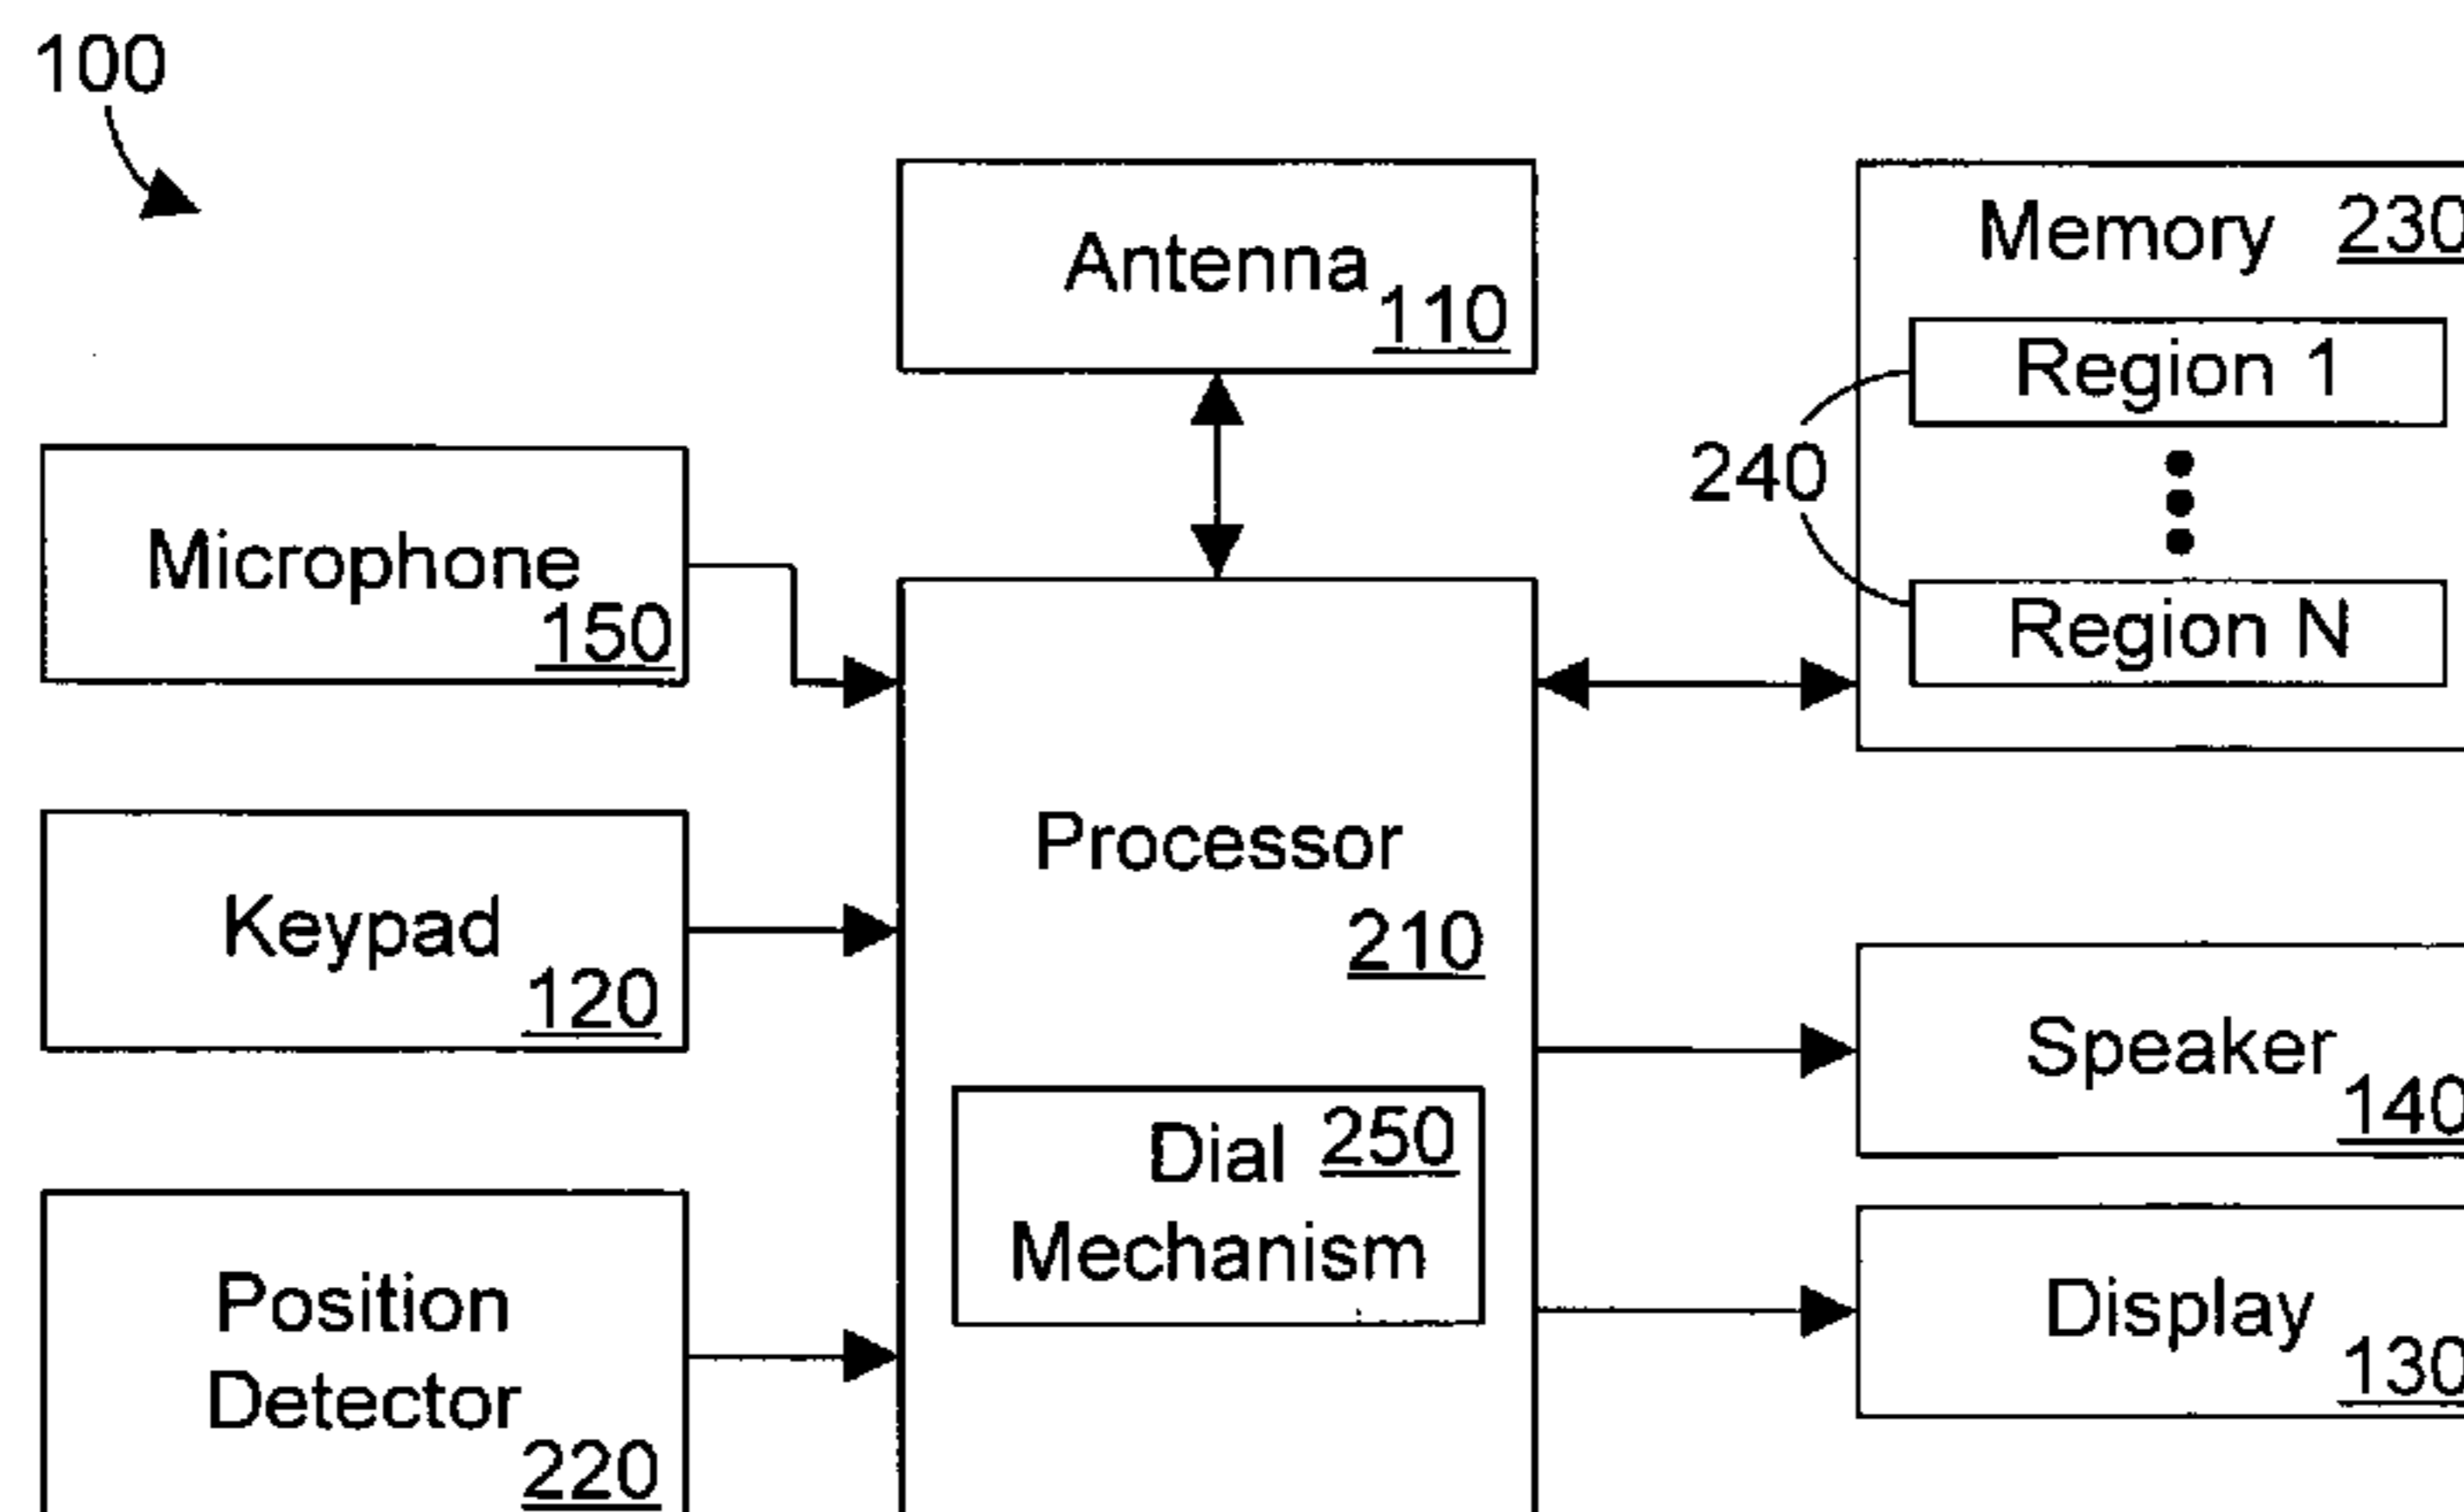 100
Antenna
110
Memory 230
Region 1
240
Region N
Microphone
150
Processor
210
Keypad
120
Dial 250
Mechanism
Speaker
140
Position
Detector
220
Display
130